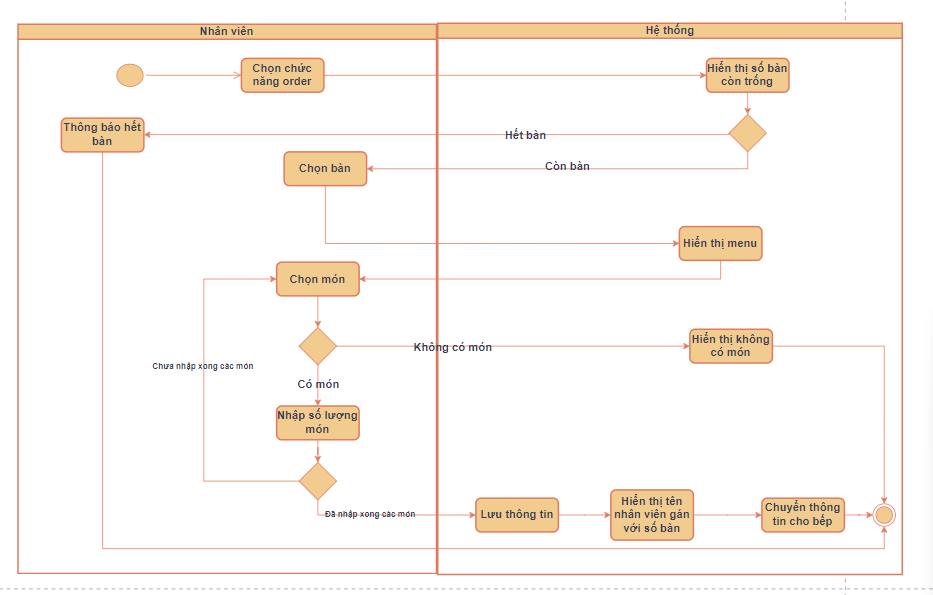 Nhân viên
Hệ thống
Chọn chức
năng order
Hiển thị số bàn
còn trống
Thông báo hết
bàn
Hết bàn
Chọn bàn
Còn bàn
Hiển thị menu
Chọn món
Không có món
Hiển thị không
có món
Chưa nhập xong các món
Có món
Nhập số lượng
món
Đã nhập xong các món
Lưu thông tin
Hiển thị tên
nhân viên gán
với số bàn
Chuyển thông
tin cho bếp